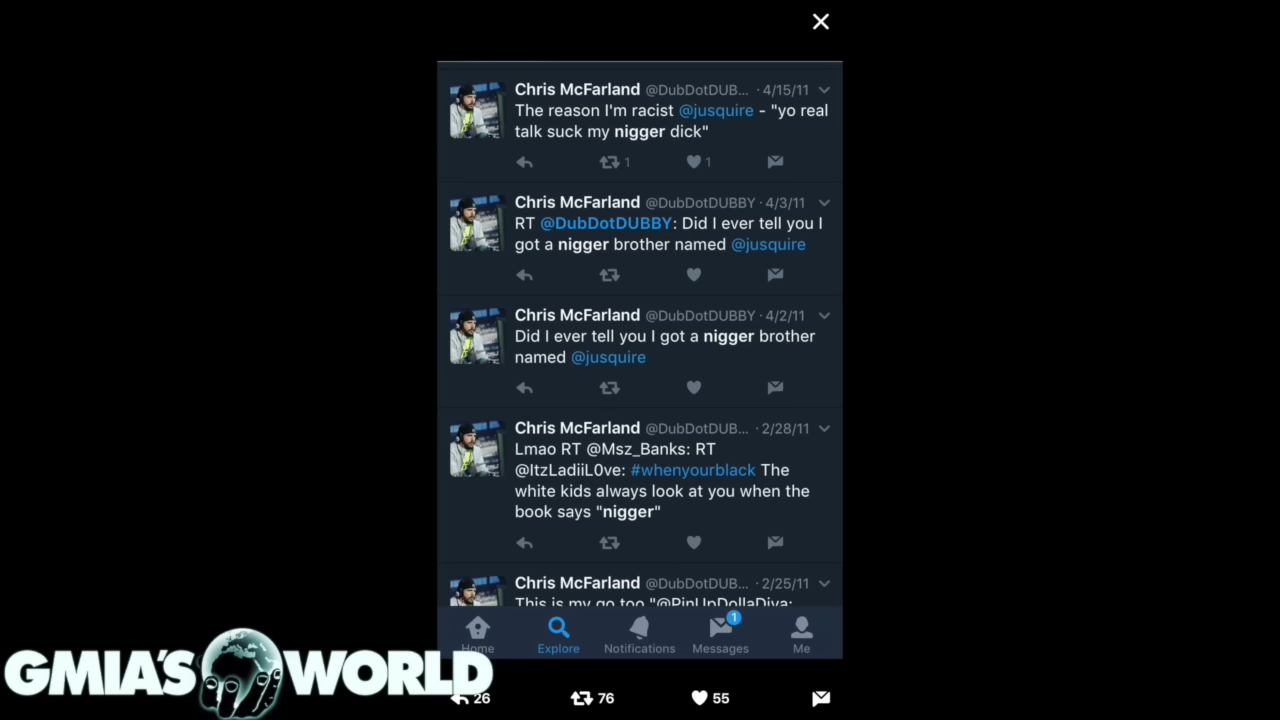 Chris McFarland @DubDotDUB... · 4/15/11
The reason I'm racist @jusquire - "yo real
talk suck my nigger dick"
1 1
Chris McFarland @DubDotDUBBY · 4/3/11
RT @DubDotDUBBY: Did I ever tell you I
got a nigger brother named @jusquire
Chris McFarland @DubDotDUBBY · 4/2/11
Did I ever tell you I got a nigger brother
named @jusquire
Chris McFarland @DubDotDUB... · 2/28/11
Lmao RT @Msz_Banks: RT
@ItzLadiiL0ve: #whenyourblack The
white kids always look at you when the
book says "nigger"
Chris McFarland @DubDotDUB... · 2/25/11
This is my go too "@PinUpDollaDiva:
1
Home Explore Notifications Messages Me
GMIA'S WORLD
26 76 55